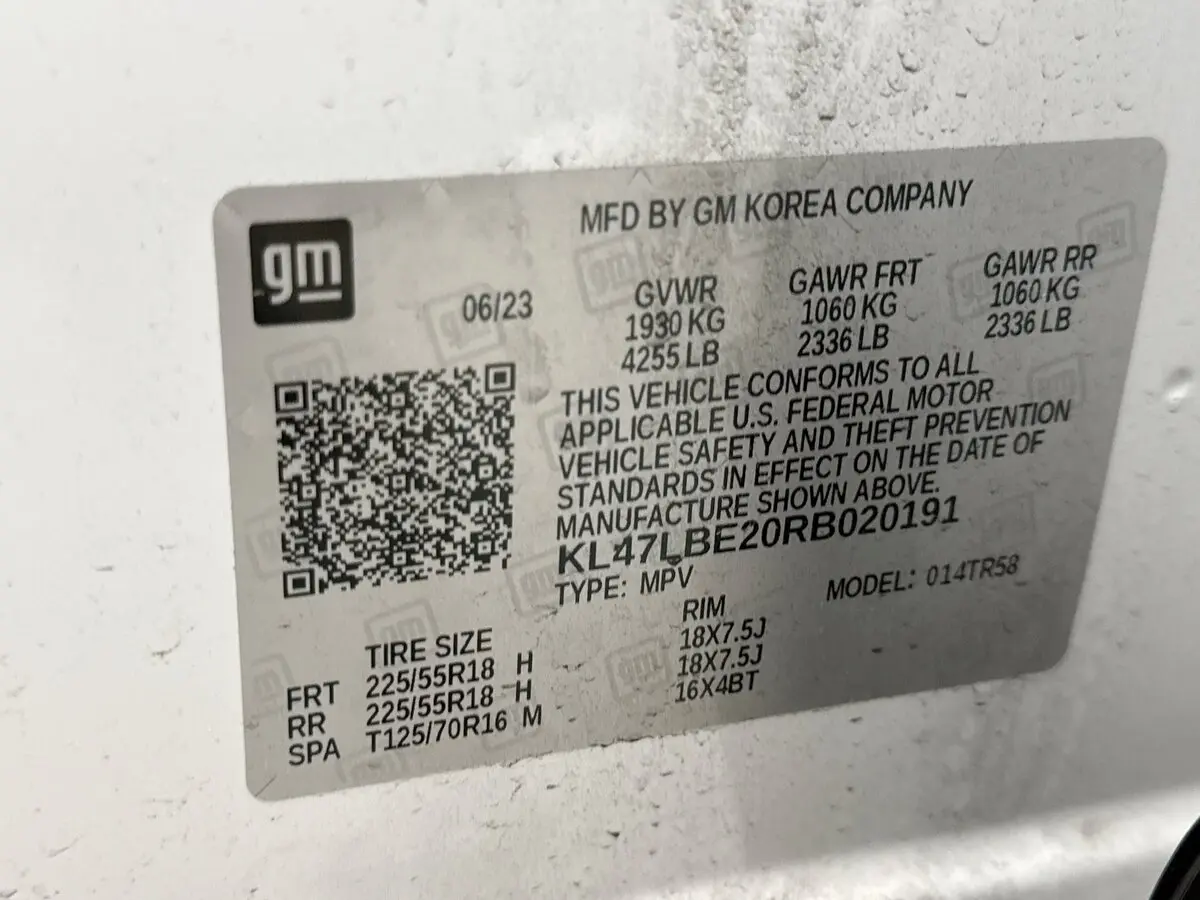 gm
MFD BY GM KOREA COMPANY
06/23 GVWR GAWR FRT GAWR RR
1930 KG 1060 KG 1060 KG
4255 LB 2336 LB 2336 LB
THIS VEHICLE CONFORMS TO ALL
APPLICABLE U.S. FEDERAL MOTOR
VEHICLE SAFETY AND THEFT PREVENTION
STANDARDS IN EFFECT ON THE DATE OF
MANUFACTURE SHOWN ABOVE.
KL47LBE20RB020191
TYPE: MPV MODEL: 014TR58
TIRE SIZE RIM
FRT 225/55R18 H 18X7.5J
RR 225/55R18 H 18X7.5J
SPA T125/70R16 M 16X4BT